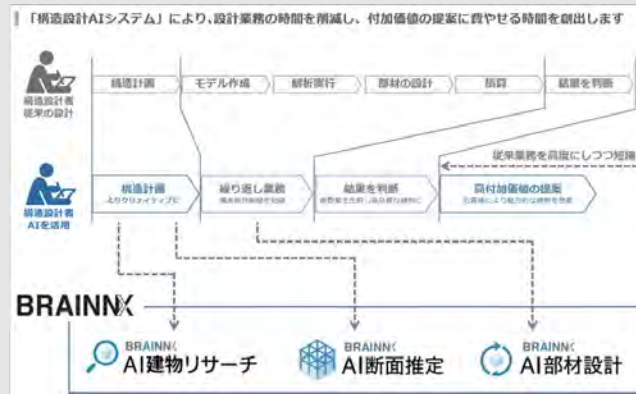 「構造設計AIシステム」により、設計業務の時間を削減し、付加価値の提案に費やせる時間を創出します
構造設計者
従来の設計
構造計画
モデル作成
解析実行
部材の設計
積算
結果を判断
従来業務を高度にしつつ短縮
構造設計者
AIを活用
構造計画
よりクリエイティブに
繰り返し業務
結果を判断
高付加価値の提案
BRAINNX
BRAINNX
AI建物リサーチ
BRAINNX
AI断面推定
BRAINNX
AI部材設計